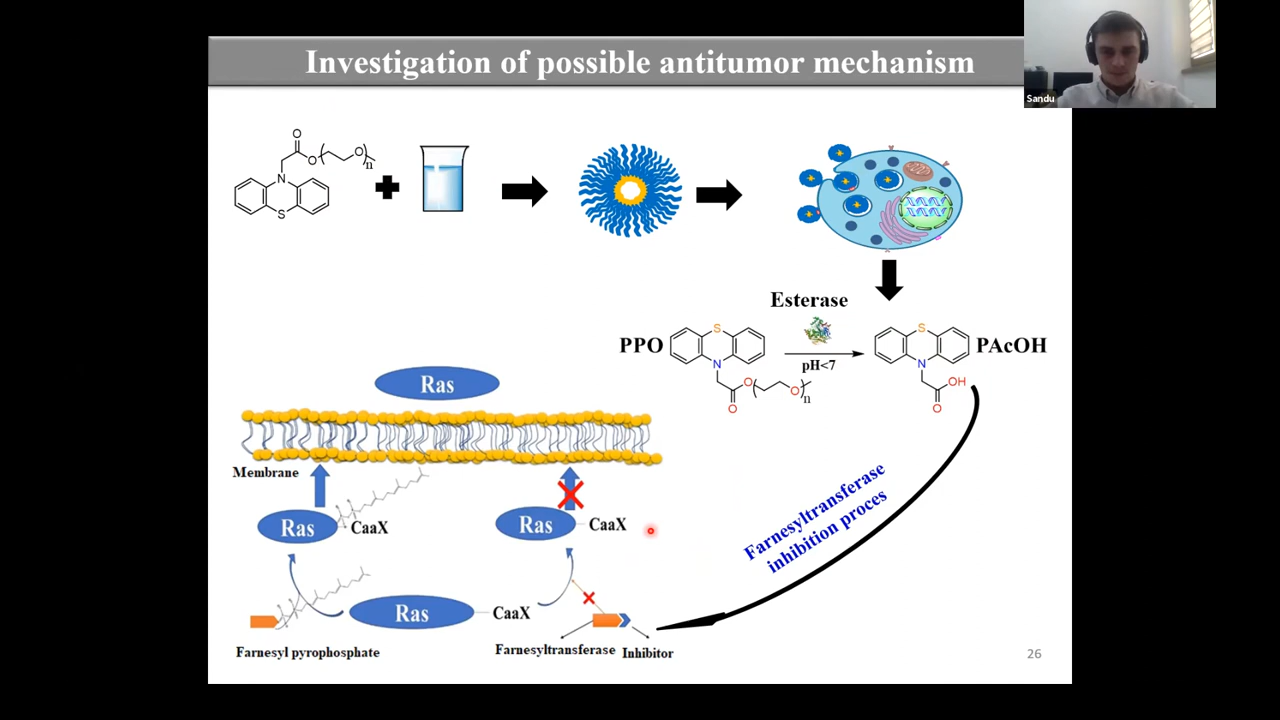 Investigation of possible antitumor mechanism
Sandu
O
O
O
n
N
S
Esterase
PPO
S
N
O
O
O
n
pH<7
S
N
OH
O
PAcOH
Ras
Membrane
Ras
CaaX
Ras
CaaX
Farnesyltransferase
inhibition proces
Ras
CaaX
Farnesyl pyrophosphate
Farnesyltransferase
Inhibitor
26